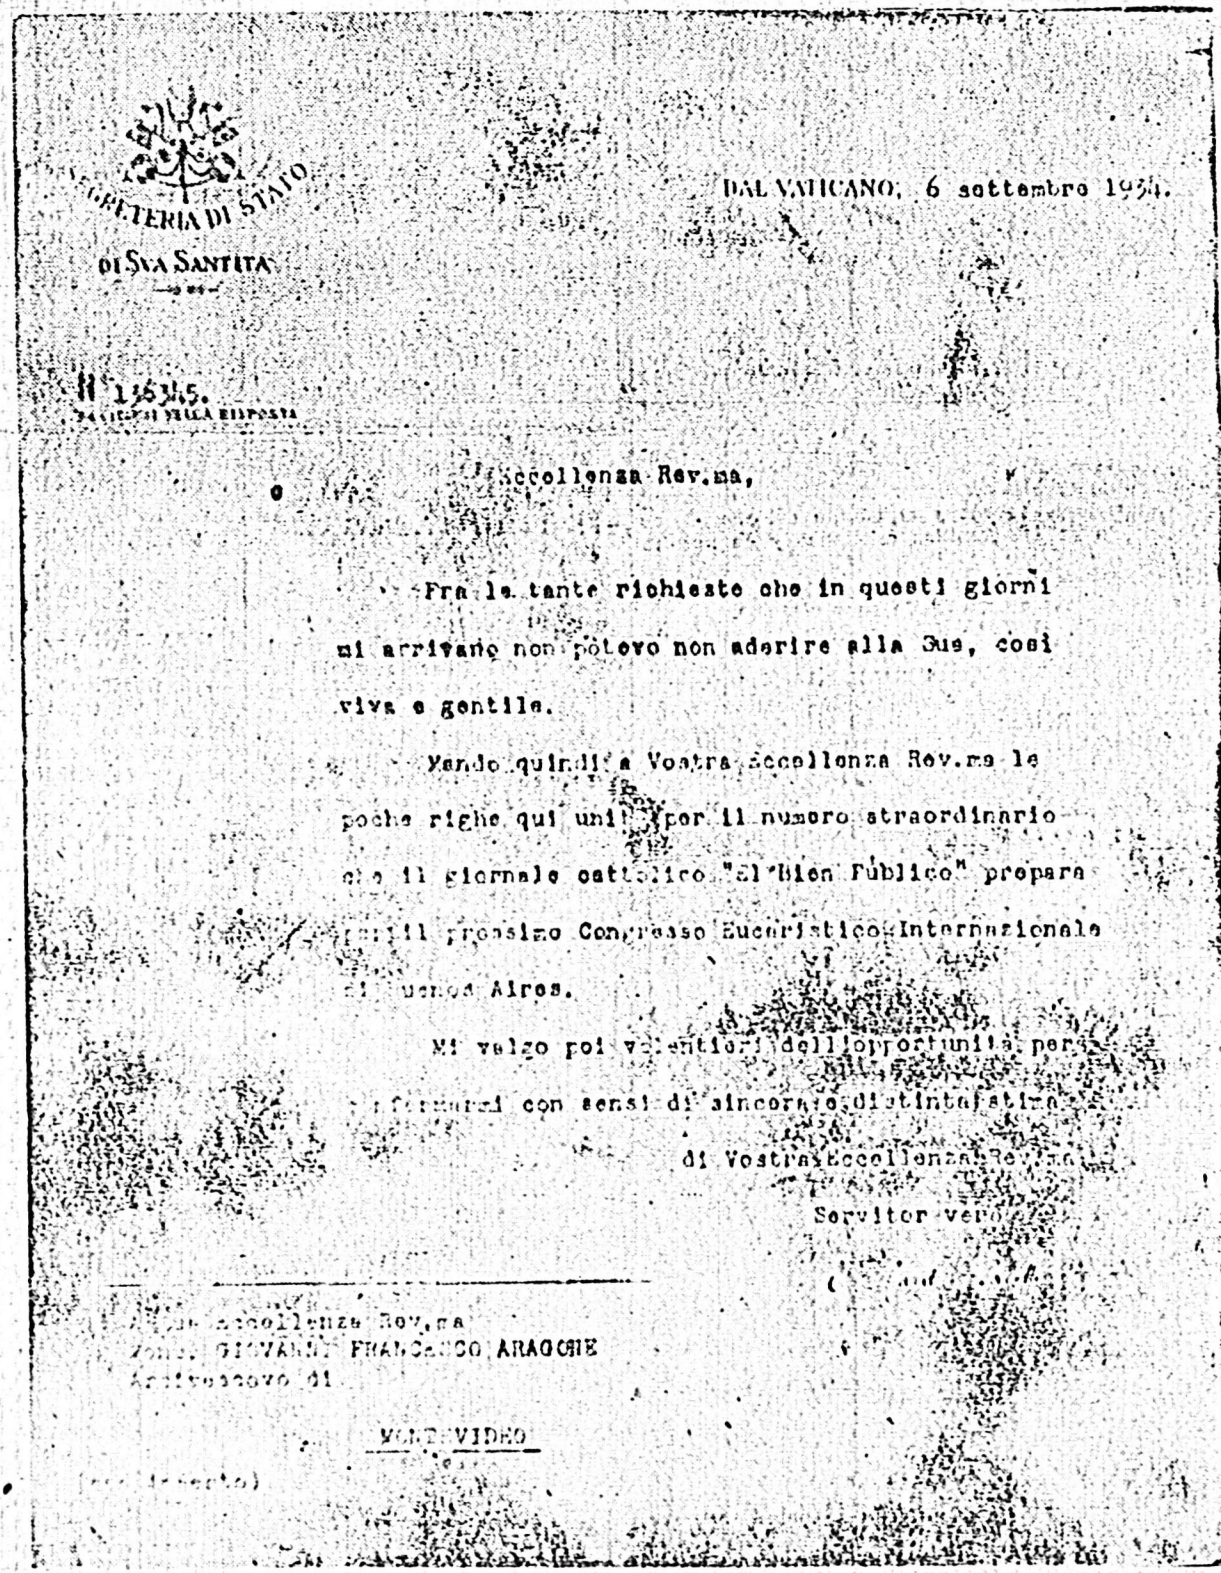 SEGRETERIA DI STATO
DI SVA SANTITA
DAL VATICANO, 6 settembre 1934.
N 136345.
DELLA RISPOSTA
Eccellenza Rev.ma,
Fra le tante richieste che in questi giorni
mi arrivano non potevo non aderire alla Sua, così
viva e gentile.
Mando quindi a Vostra Eccellenza Rev.ma le
poche righe qui unite per il numero straordinario
che il giornale cattolico "El Bien Público" prepara
per il prossimo Congresso Eucaristico Internazionale
di Buenos Aires.
Mi valgo poi volentieri dell'opportunità per
con sensi di sincera e distinta stima
di Vostra Eccellenza Rev.ma
Servitor vero
A Sua Eccellenza Rev.ma
Mons. GIOVANNI FRANCESCO ARAGONE
Arcivescovo di
MONTEVIDEO